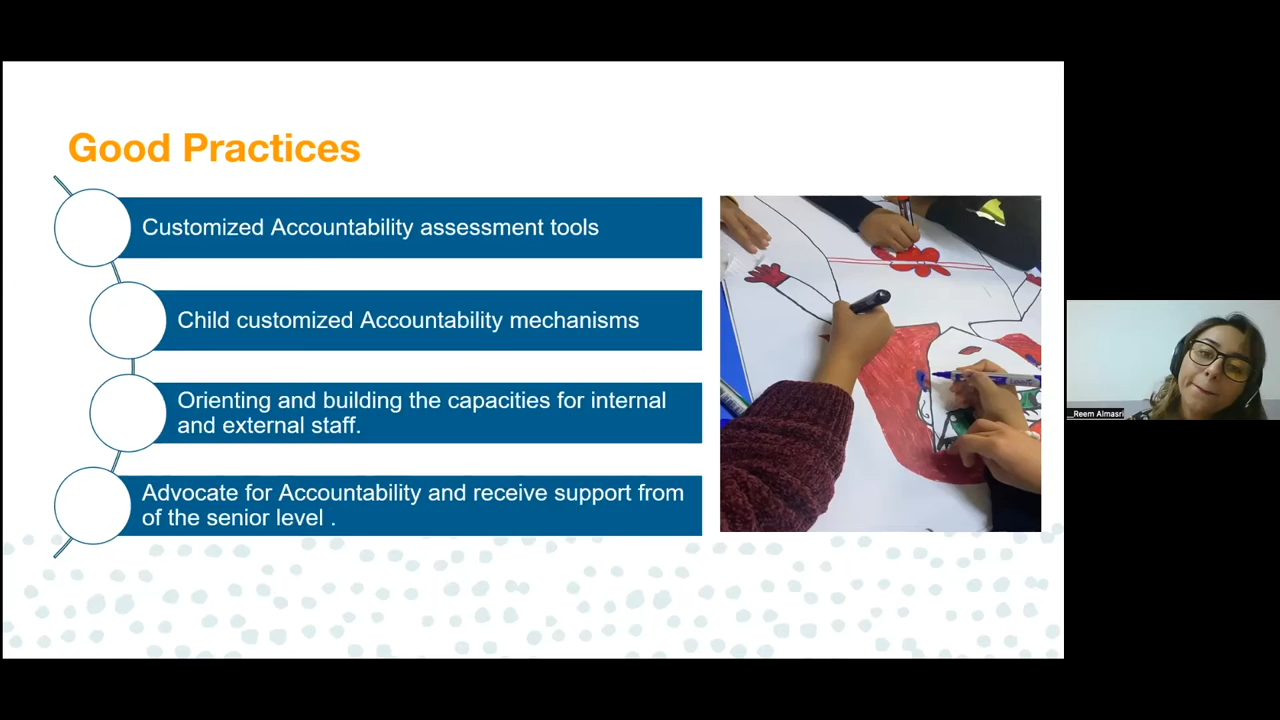 Good Practices
Customized Accountability assessment tools
Child customized Accountability mechanisms
Orienting and building the capacities for internal
and external staff.
Advocate for Accountability and receive support from
of the senior level .
__Reem Almasri